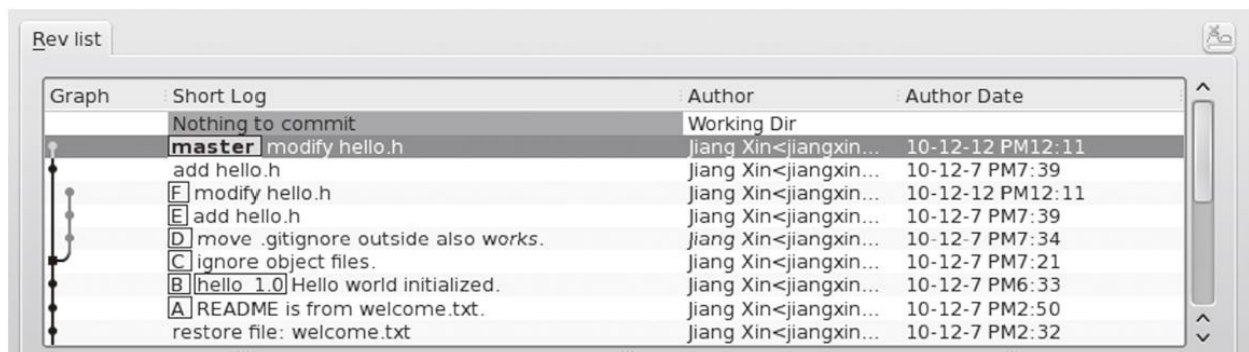 Rev list
Graph Short Log Author Author Date
Nothing to commit Working Dir
master modify hello.h Jiang Xin<jiangxin... 10-12-12 PM12:11
add hello.h Jiang Xin<jiangxin... 10-12-7 PM7:39
F modify hello.h Jiang Xin<jiangxin... 10-12-12 PM12:11
E add hello.h Jiang Xin<jiangxin... 10-12-7 PM7:39
D move .gitignore outside also works. Jiang Xin<jiangxin... 10-12-7 PM7:34
C ignore object files. Jiang Xin<jiangxin... 10-12-7 PM7:21
B hello_1.0 Hello world initialized. Jiang Xin<jiangxin... 10-12-7 PM6:33
A README is from welcome.txt. Jiang Xin<jiangxin... 10-12-7 PM2:50
restore file: welcome.txt Jiang Xin<jiangxin... 10-12-7 PM2:32